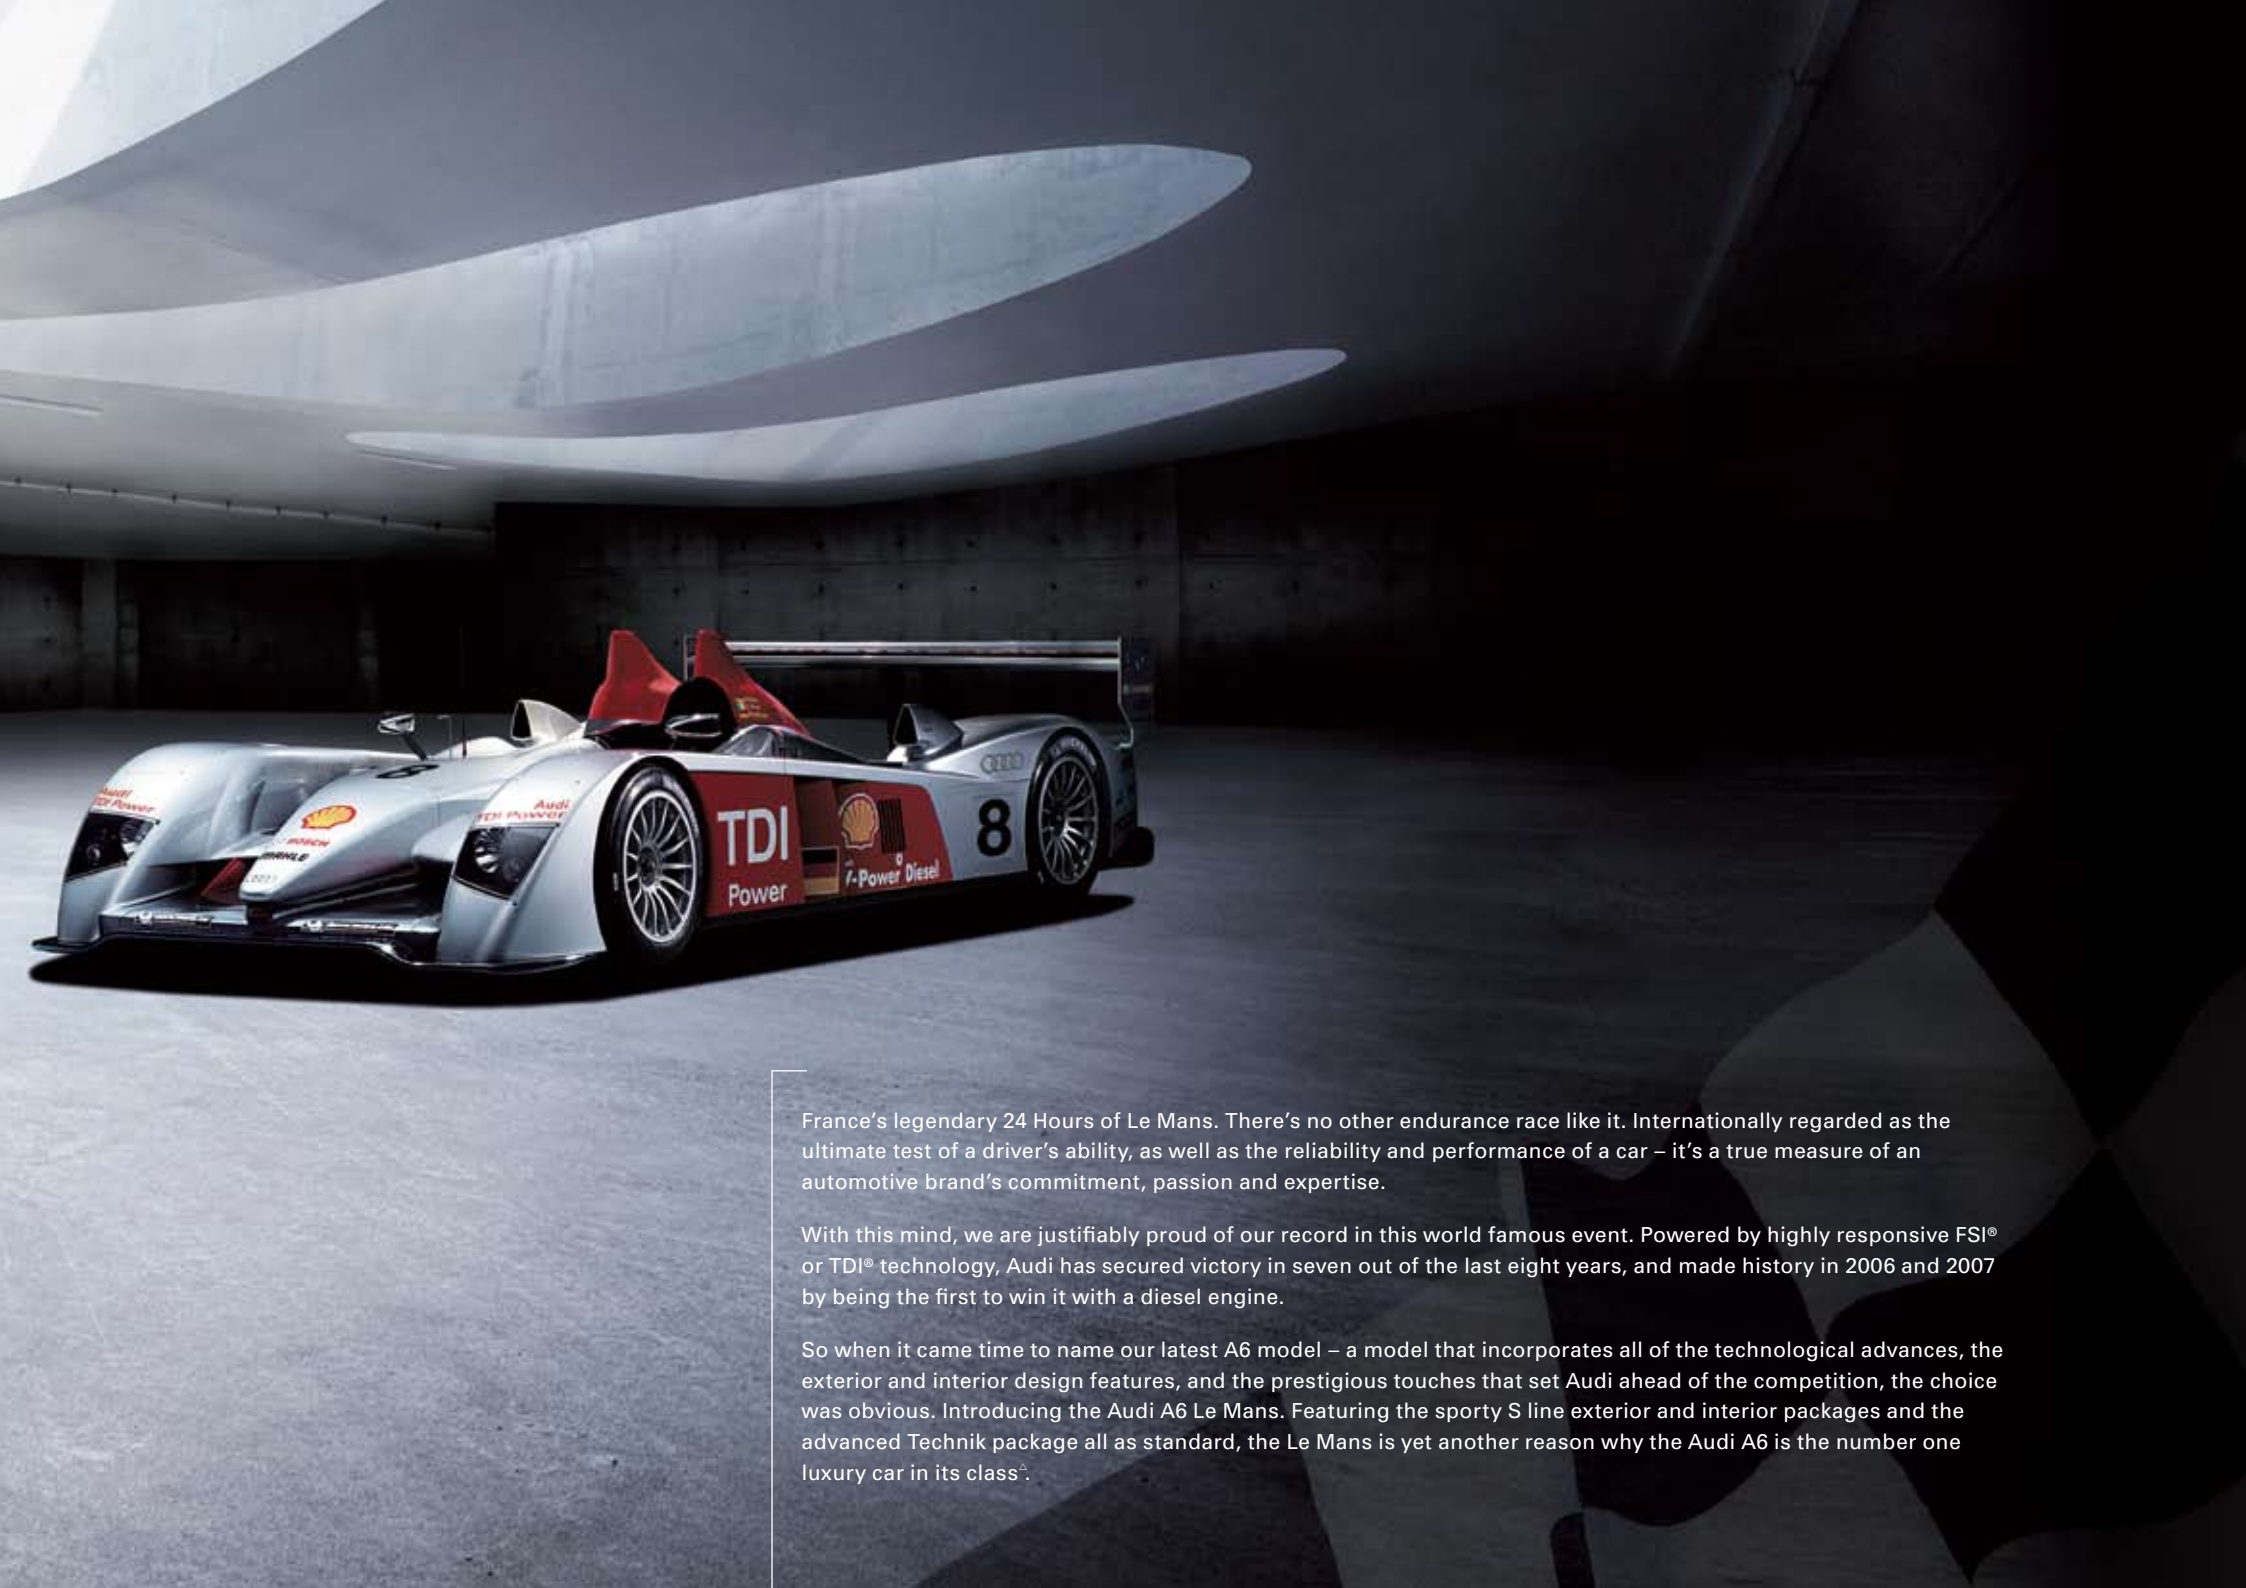 8
Audi
TDI Power
Audi
TDI Power
BOSCH
MAHLE
TDI
Power
V-Power Diesel
8
France’s legendary 24 Hours of Le Mans. There’s no other endurance race like it. Internationally regarded as the
ultimate test of a driver’s ability, as well as the reliability and performance of a car – it’s a true measure of an
automotive brand’s commitment, passion and expertise.
With this mind, we are justifiably proud of our record in this world famous event. Powered by highly responsive FSI®
or TDI® technology, Audi has secured victory in seven out of the last eight years, and made history in 2006 and 2007
by being the first to win it with a diesel engine.
So when it came time to name our latest A6 model – a model that incorporates all of the technological advances, the
exterior and interior design features, and the prestigious touches that set Audi ahead of the competition, the choice
was obvious. Introducing the Audi A6 Le Mans. Featuring the sporty S line exterior and interior packages and the
advanced Technik package all as standard, the Le Mans is yet another reason why the Audi A6 is the number one
luxury car in its class△.